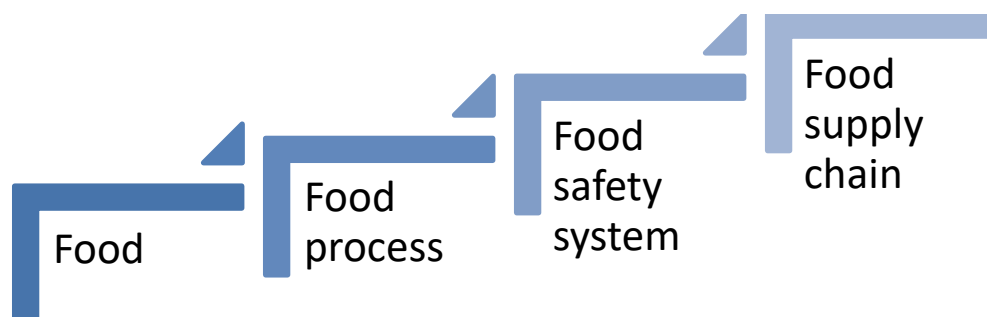 Food
Food
process
Food
safety
system
Food
supply
chain